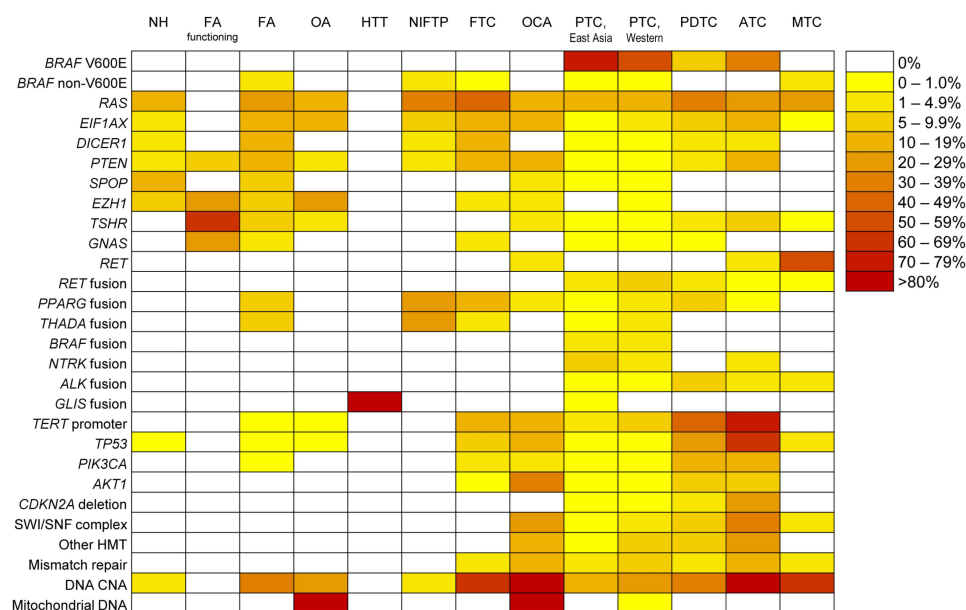 NH FA FA OA HTT NIFTP FTC OCA PTC, PTC, PDTC ATC MTC
functioning East Asia Western
BRAF V600E
BRAF non-V600E
RAS
EIF1AX
DICER1
PTEN
SPOP
EZH1
TSHR
GNAS
RET
RET fusion
PPARG fusion
THADA fusion
BRAF fusion
NTRK fusion
ALK fusion
GLIS fusion
TERT promoter
TP53
PIK3CA
AKT1
CDKN2A deletion
SWI/SNF complex
Other HMT
Mismatch repair
DNA CNA
Mitochondrial DNA
0%
0 – 1.0%
1 – 4.9%
5 – 9.9%
10 – 19%
20 – 29%
30 – 39%
40 – 49%
50 – 59%
60 – 69%
70 – 79%
>80%